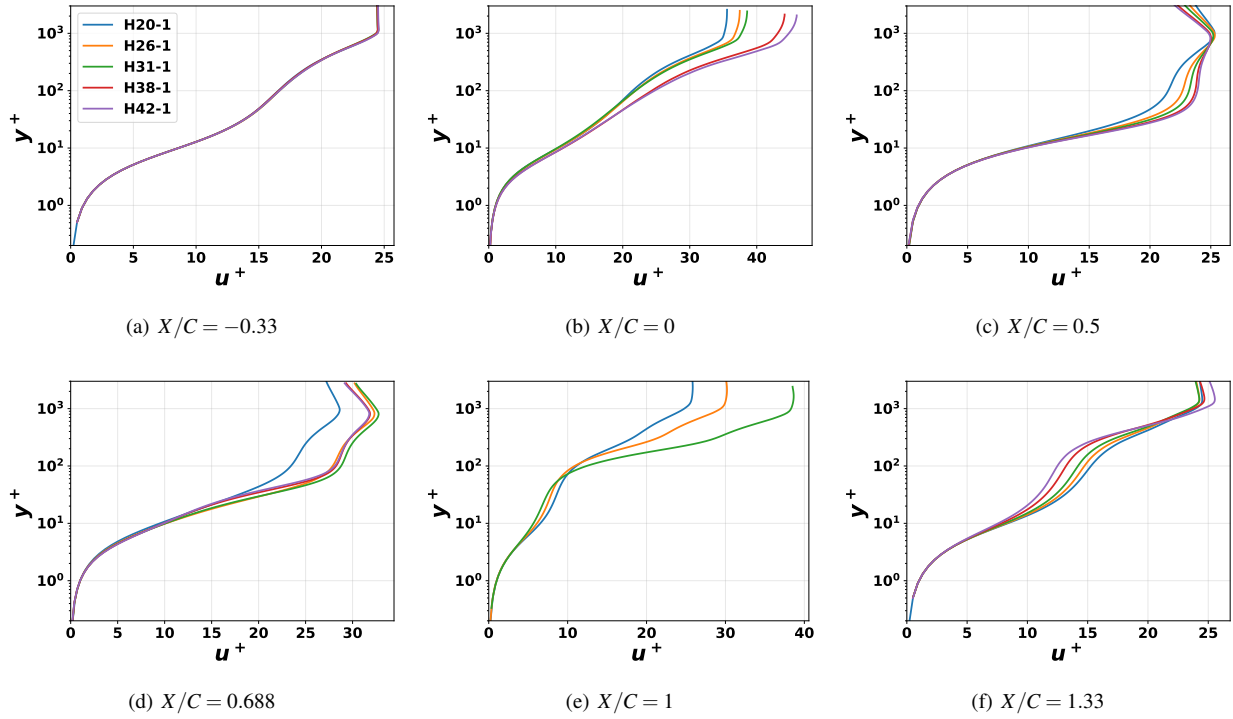 H20-1
H26-1
H31-1
H38-1
H42-1
10³
10²
10¹
10⁰
y⁺
0 5 10 15 20 25
u⁺
(a) X/C = −0.33
10³
10²
10¹
10⁰
y⁺
0 10 20 30 40
u⁺
(b) X/C = 0
10³
10²
10¹
10⁰
y⁺
0 5 10 15 20 25
u⁺
(c) X/C = 0.5
10³
10²
10¹
10⁰
y⁺
0 5 10 15 20 25 30
u⁺
(d) X/C = 0.688
10³
10²
10¹
10⁰
y⁺
0 10 20 30 40
u⁺
(e) X/C = 1
10³
10²
10¹
10⁰
y⁺
0 5 10 15 20 25
u⁺
(f) X/C = 1.33